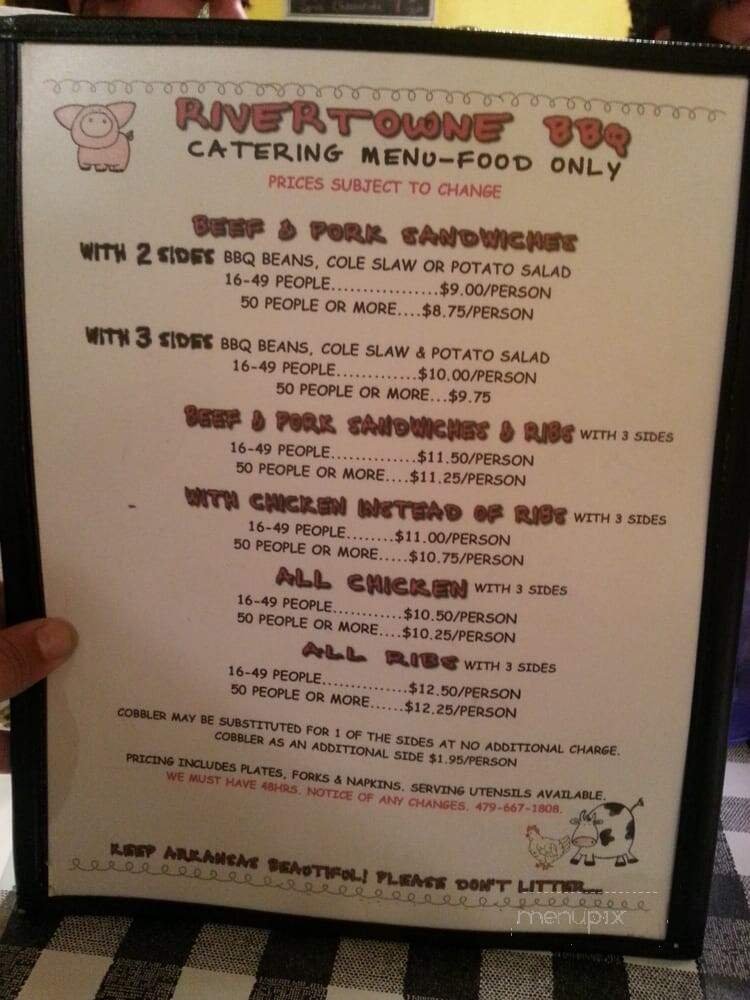 RIVERTOWNE BBQ
CATERING MENU-FOOD ONLY
PRICES SUBJECT TO CHANGE
BEEF & PORK SANDWICHES
WITH 2 SIDES BBQ BEANS, COLE SLAW OR POTATO SALAD
16-49 PEOPLE.................$9.00/PERSON
50 PEOPLE OR MORE....$8.75/PERSON
WITH 3 SIDES BBQ BEANS, COLE SLAW & POTATO SALAD
16-49 PEOPLE.............$10.00/PERSON
50 PEOPLE OR MORE...$9.75
BEEF & PORK SANDWICHES & RIBS WITH 3 SIDES
16-49 PEOPLE..............$11.50/PERSON
50 PEOPLE OR MORE....$11.25/PERSON
WITH CHICKEN INSTEAD OF RIBS WITH 3 SIDES
16-49 PEOPLE........$11.00/PERSON
50 PEOPLE OR MORE.....$10.75/PERSON
ALL CHICKEN WITH 3 SIDES
16-49 PEOPLE...........$10.50/PERSON
50 PEOPLE OR MORE....$10.25/PERSON
ALL RIBS WITH 3 SIDES
16-49 PEOPLE..............$12.50/PERSON
50 PEOPLE OR MORE......$12.25/PERSON
COBBLER MAY BE SUBSTITUTED FOR 1 OF THE SIDES AT NO ADDITIONAL CHARGE.
COBBLER AS AN ADDITIONAL SIDE $1.95/PERSON
PRICING INCLUDES PLATES, FORKS & NAPKINS. SERVING UTENSILS AVAILABLE.
WE MUST HAVE 48HRS. NOTICE OF ANY CHANGES. 479-667-1808.
KEEP ARKANSAS BEAUTIFUL! PLEASE DON'T LITTER...
menupix